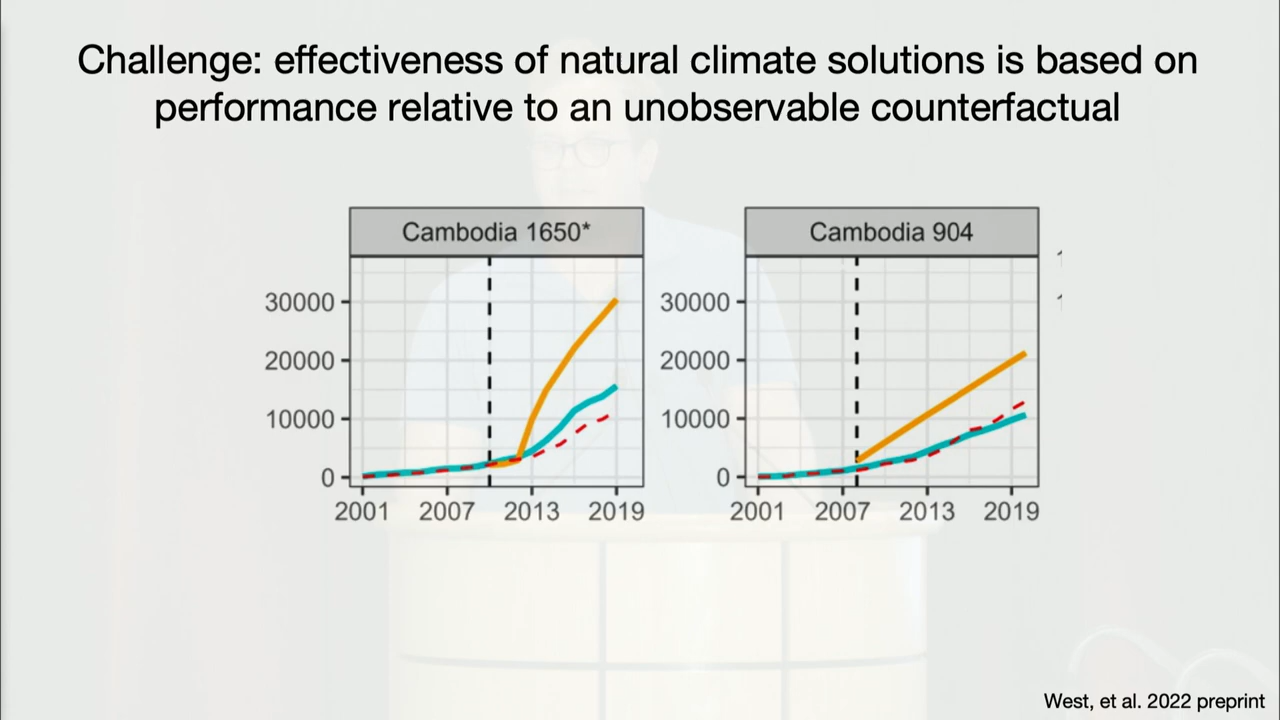 Challenge: effectiveness of natural climate solutions is based on
performance relative to an unobservable counterfactual
Cambodia 1650*
Cambodia 904
30000
20000
10000
0
30000
20000
10000
0
2001 2007 2013 2019
2001 2007 2013 2019
West, et al. 2022 preprint